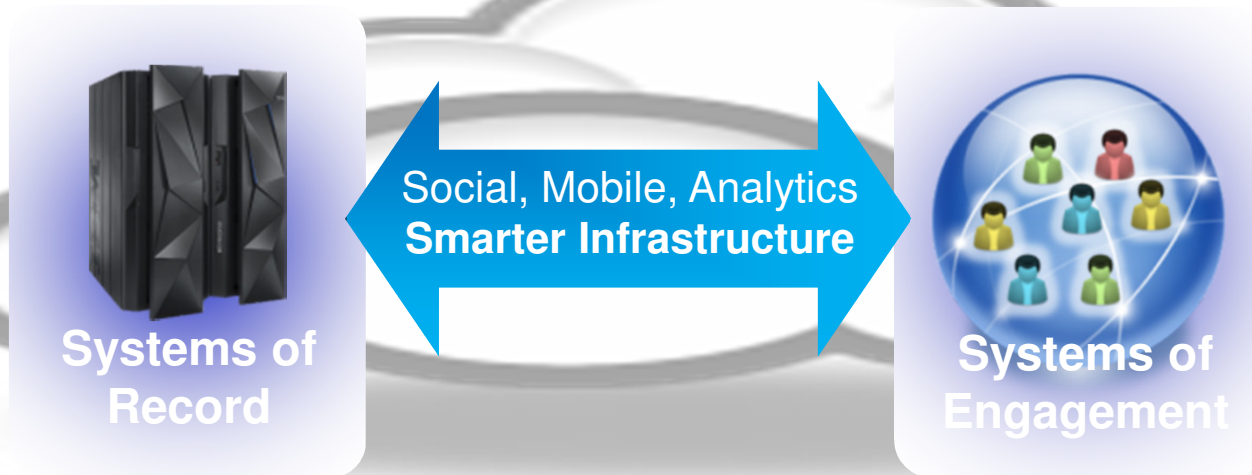 Systems of
Record
Social, Mobile, Analytics
Smarter Infrastructure
Systems of
Engagement